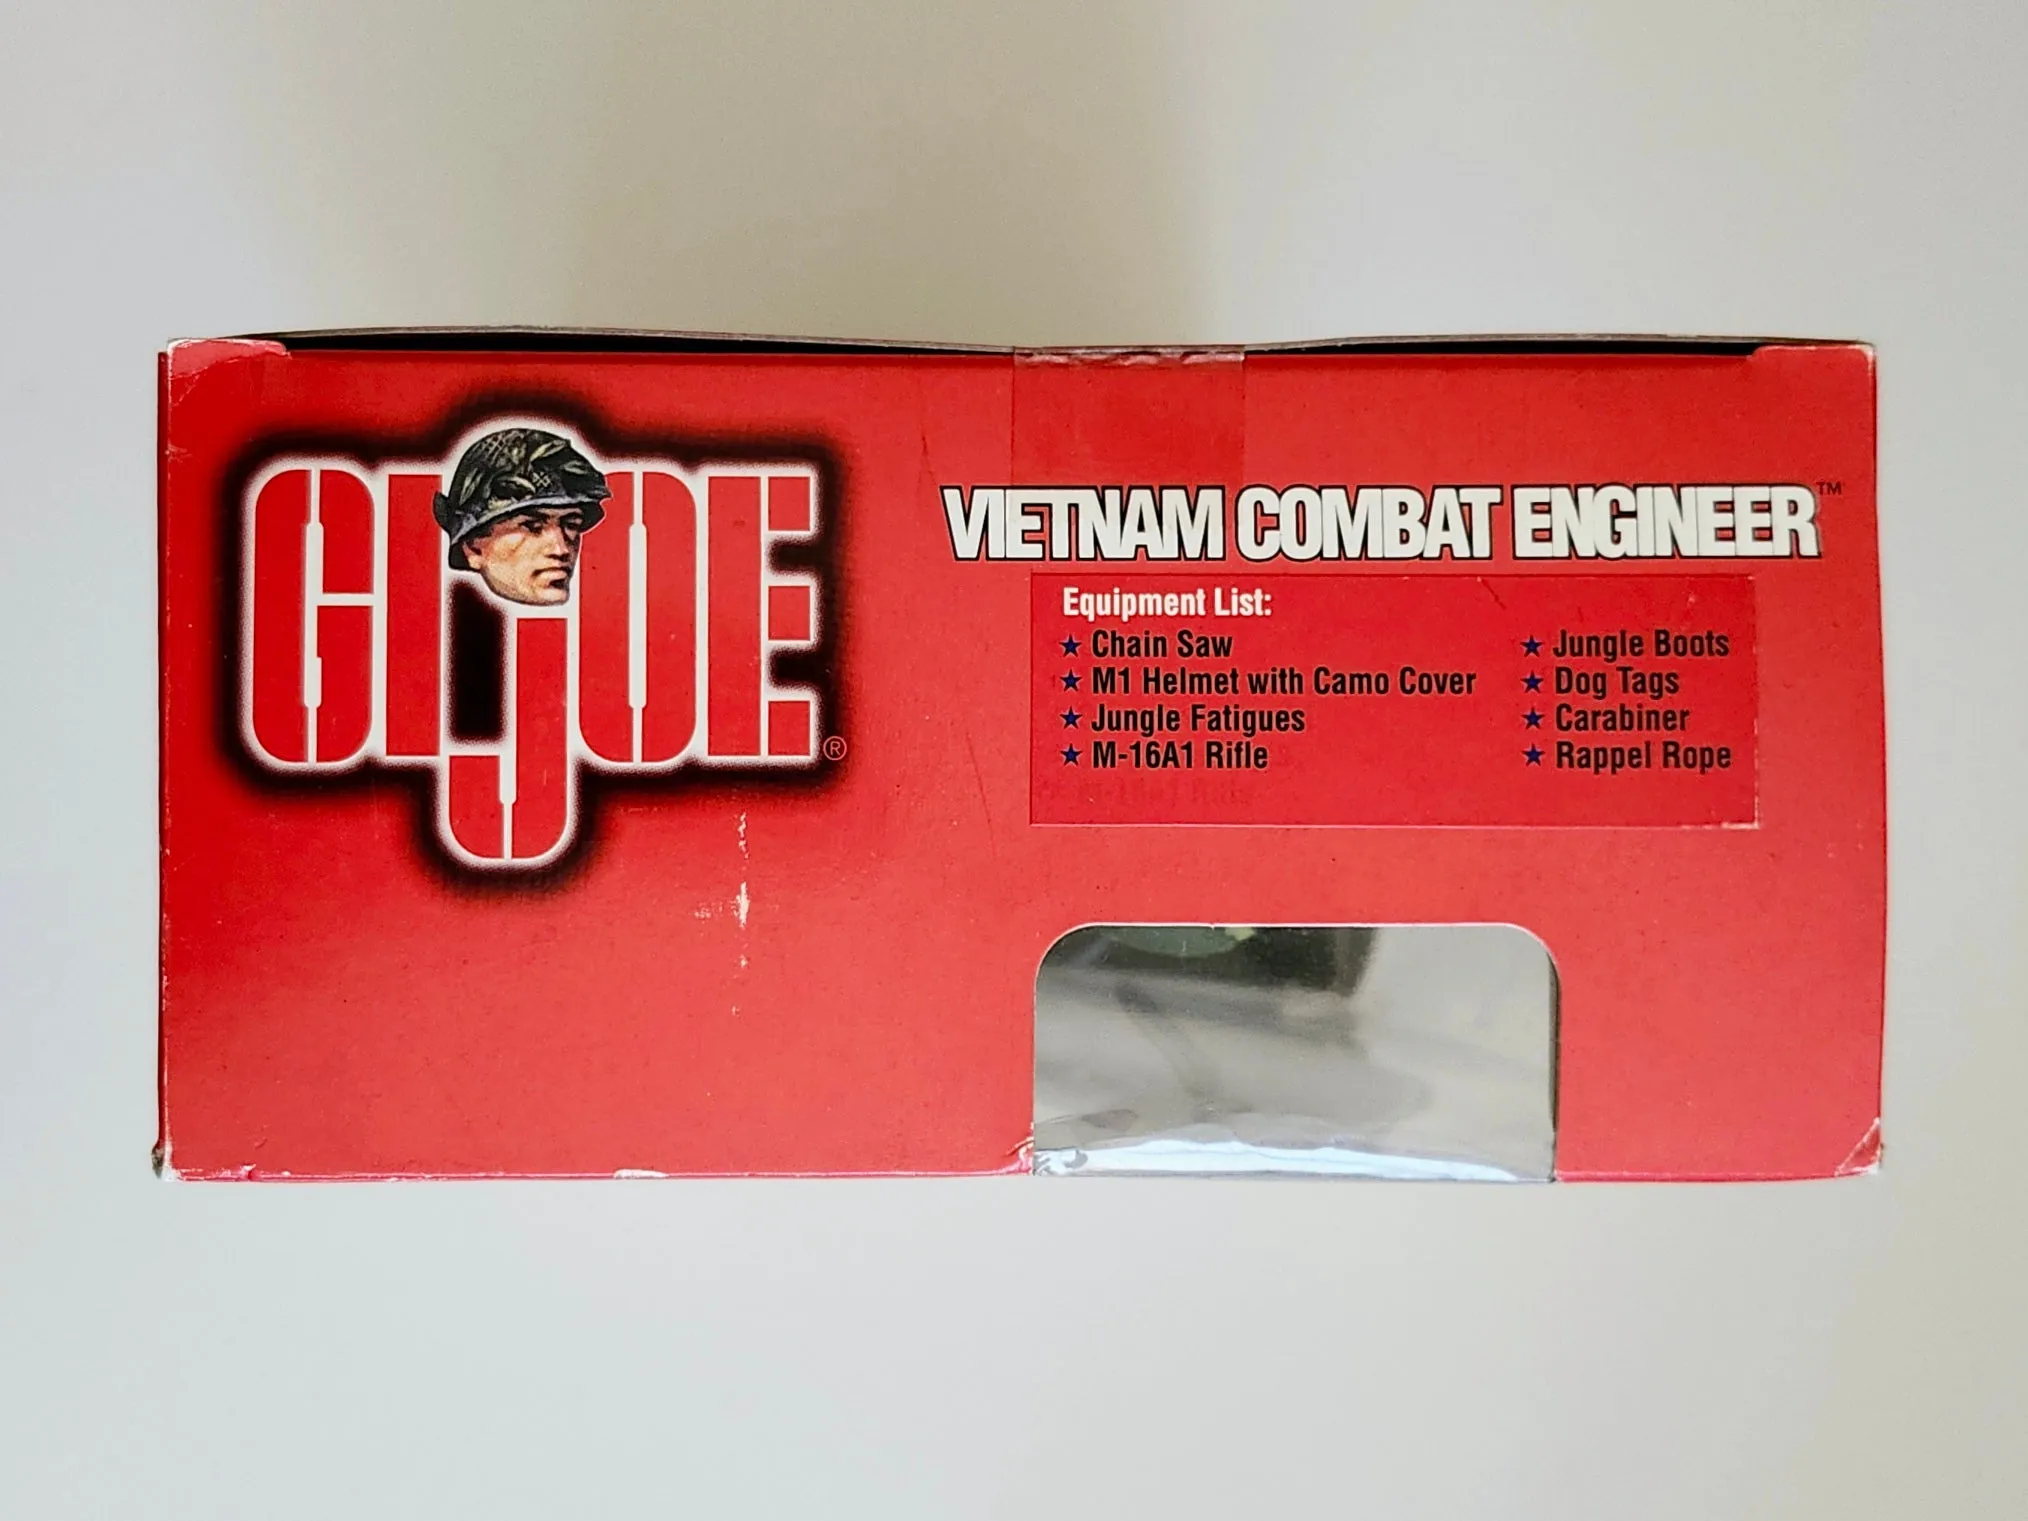 GI JOE ®
VIETNAM COMBAT ENGINEER™
Equipment List:
★ Chain Saw
★ M1 Helmet with Camo Cover
★ Jungle Fatigues
★ M-16A1 Rifle
★ Jungle Boots
★ Dog Tags
★ Carabiner
★ Rappel Rope